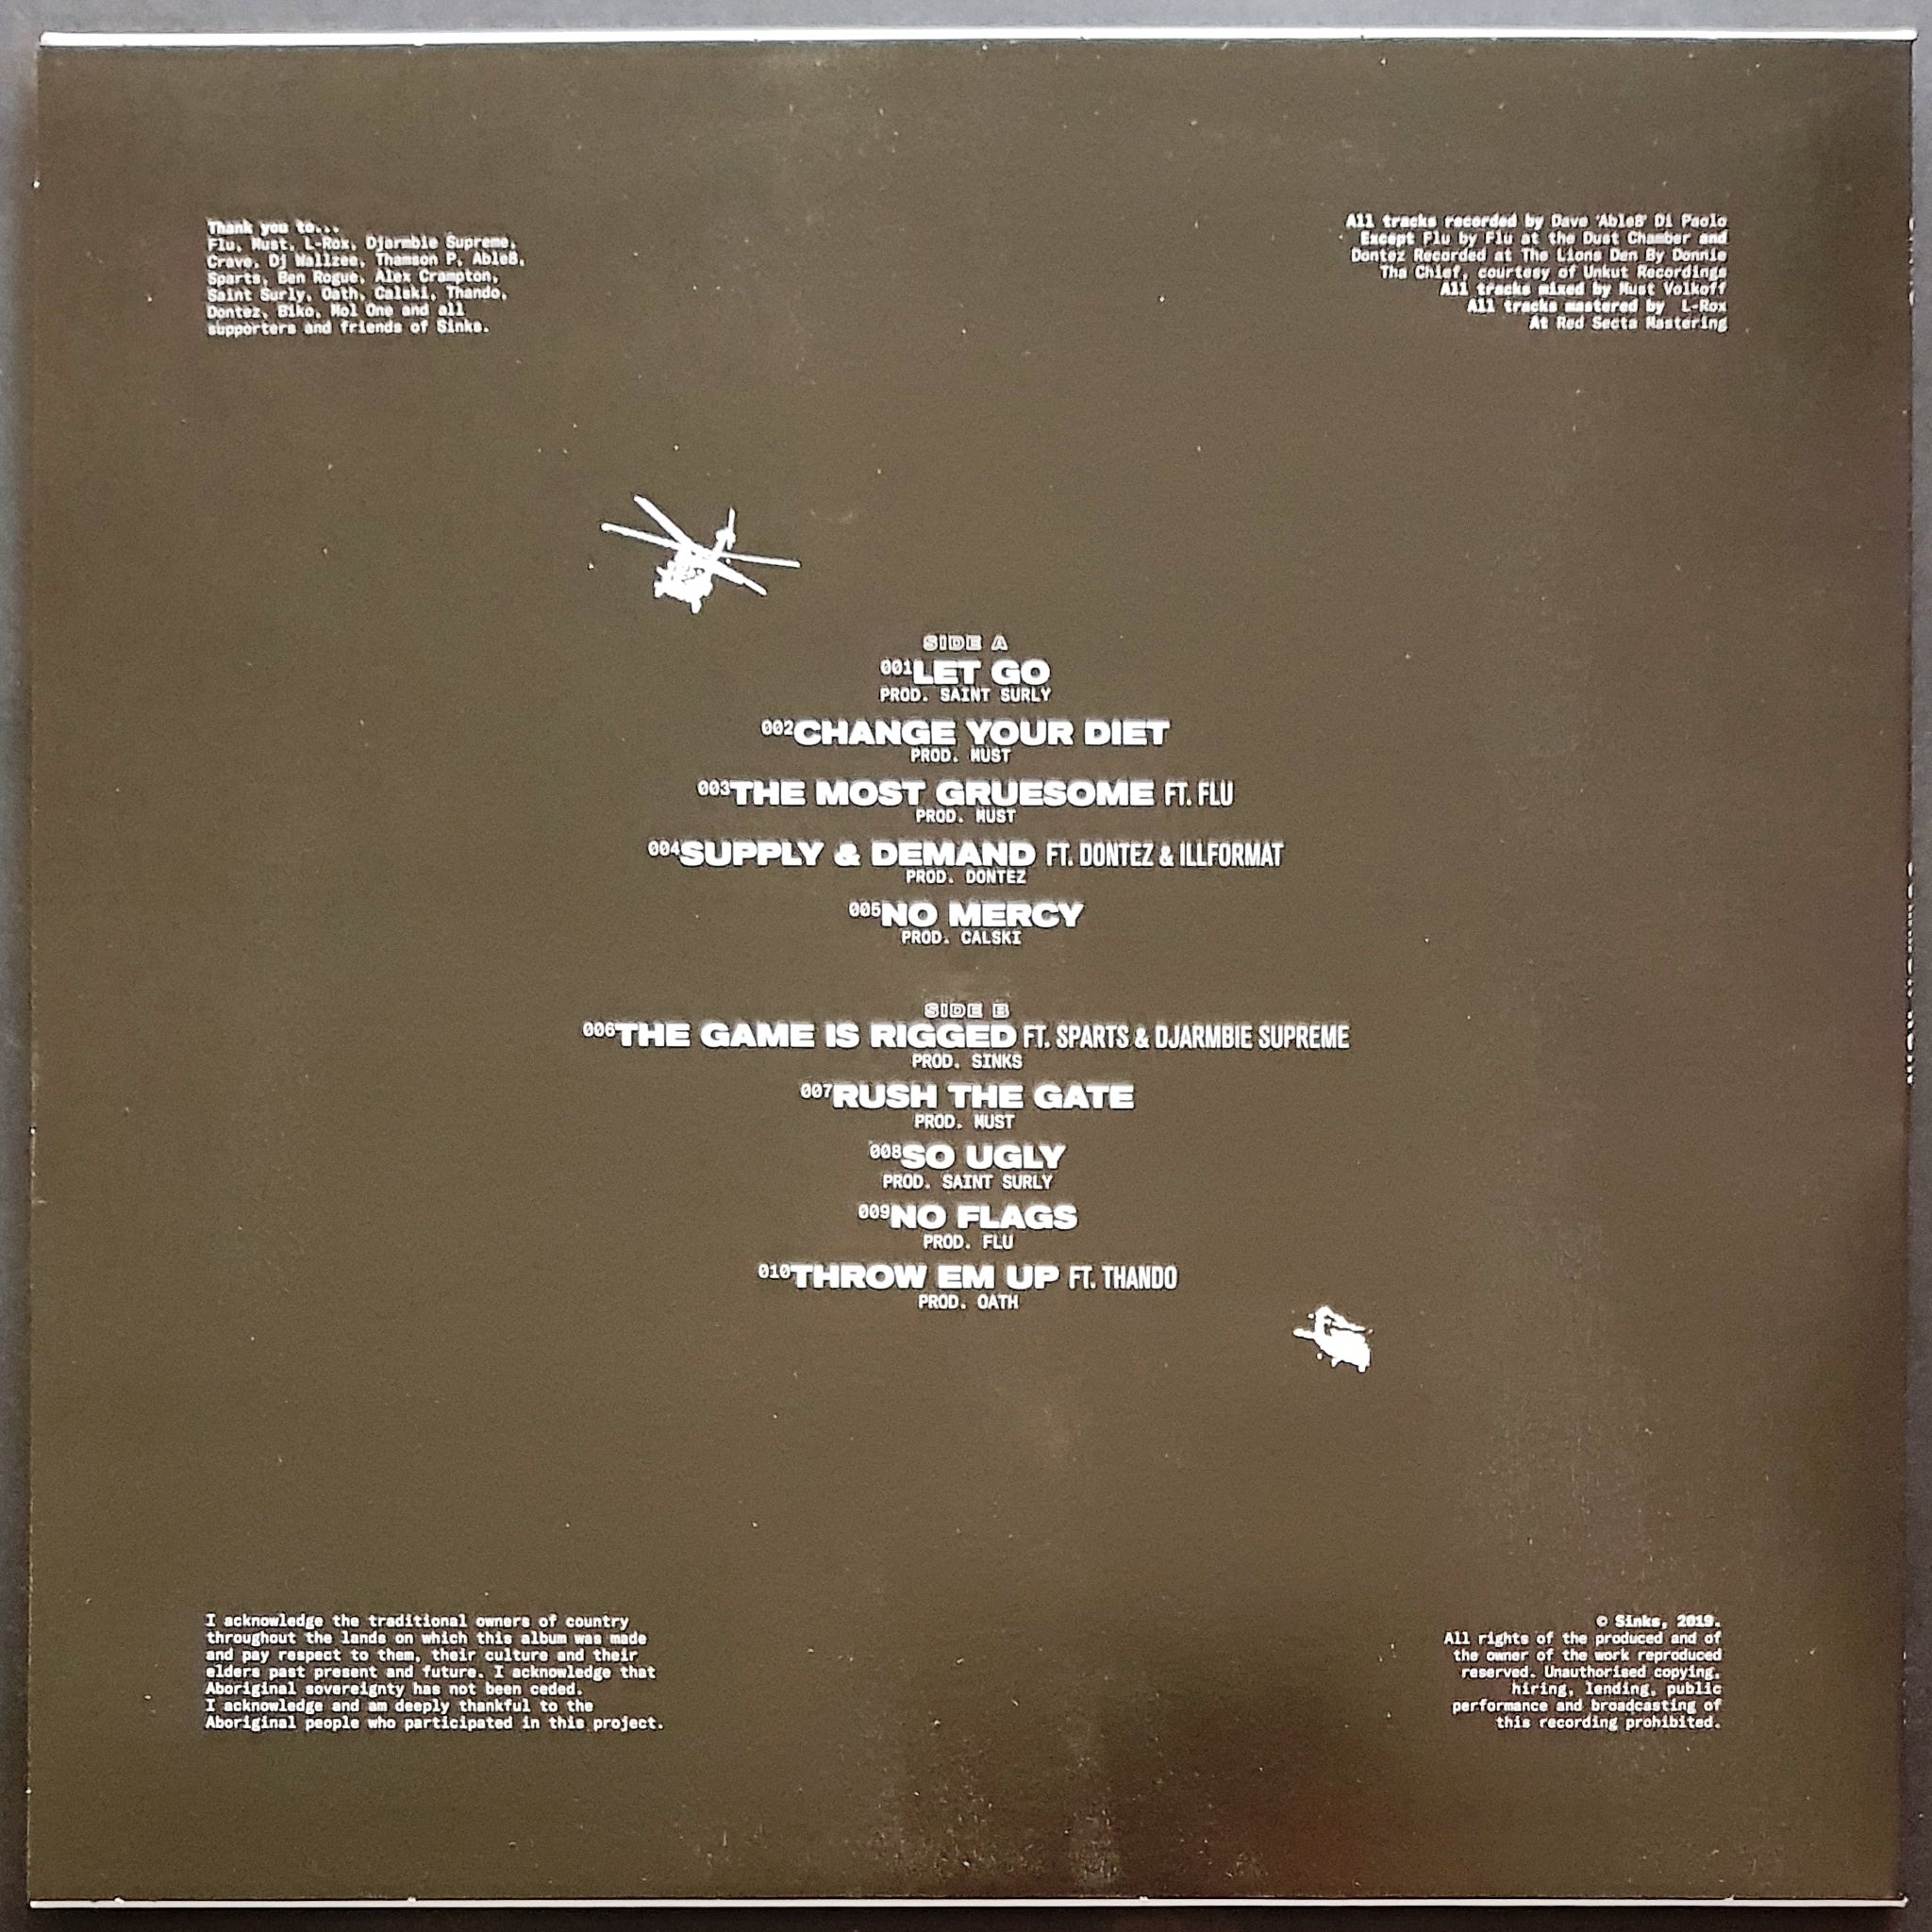 Thank you to...
Flu, Must, L-Rox, Djarmbie Supreme,
Crave, Dj Wallzee, Thamson P, Able8,
Sparts, Ben Rogue, Alex Crampton,
Saint Surly, Oath, Calski, Thando,
Dontez, Biko, Mol One and all
supporters and friends of Sinks.
All tracks recorded by Dave 'Able8' Di Paolo
Except Flu by Flu at the Dust Chamber and
Dontez Recorded at The Lions Den By Donnie
Tha Chief, courtesy of Unkut Recordings
All tracks mixed by Must Volkoff
All tracks mastered by L-Rox
At Red Secta Mastering
SIDE A
001LET GO
PROD. SAINT SURLY
002CHANGE YOUR DIET
PROD. MUST
003THE MOST GRUESOME FT. FLU
PROD. MUST
004SUPPLY & DEMAND FT. DONTEZ & ILLFORMAT
PROD. DONTEZ
005NO MERCY
PROD. CALSKI
SIDE B
006THE GAME IS RIGGED FT. SPARTS & DJARMBIE SUPREME
PROD. SINKS
007RUSH THE GATE
PROD. MUST
008SO UGLY
PROD. SAINT SURLY
009NO FLAGS
PROD. FLU
010THROW EM UP FT. THANDO
PROD. OATH
I acknowledge the traditional owners of country
throughout the lands on which this album was made
and pay respect to them, their culture and their
elders past present and future. I acknowledge that
Aboriginal sovereignty has not been ceded.
I acknowledge and am deeply thankful to the
Aboriginal people who participated in this project.
© Sinks, 2019.
All rights of the produced and of
the owner of the work reproduced
reserved. Unauthorised copying,
hiring, lending, public
performance and broadcasting of
this recording prohibited.